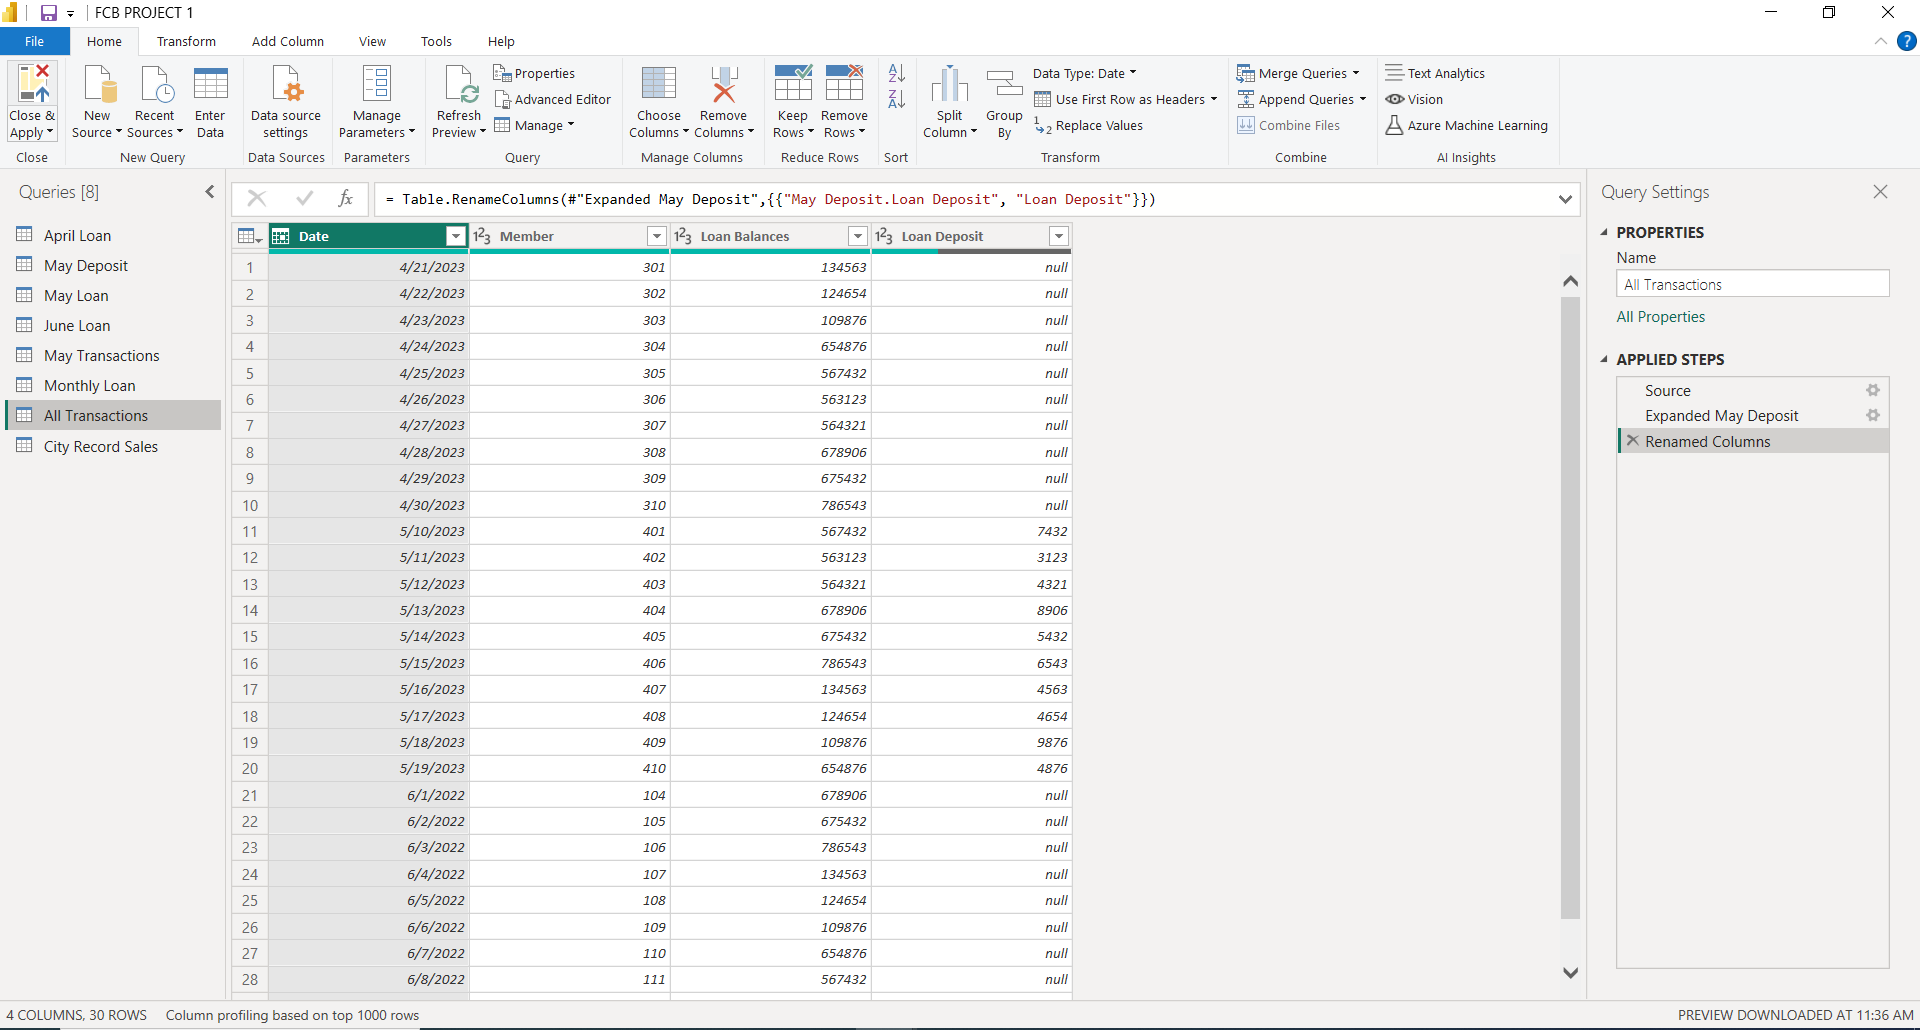 FCB PROJECT 1
File Home Transform Add Column View Tools Help
Close & Apply
New Source
Recent Sources
Enter Data
Data source settings
Manage Parameters
Refresh Preview
Properties
Advanced Editor
Manage
Choose Columns
Remove Columns
Keep Rows
Remove Rows
Split Column
Group By
Data Type: Date
Use First Row as Headers
Replace Values
Merge Queries
Append Queries
Combine Files
Text Analytics
Vision
Azure Machine Learning
Close New Query Data Sources Parameters Query Manage Columns Reduce Rows Sort Transform Combine AI Insights
Queries [8]
April Loan
May Deposit
May Loan
June Loan
May Transactions
Monthly Loan
All Transactions
City Record Sales
fx = Table.RenameColumns(#"Expanded May Deposit",{{"May Deposit.Loan Deposit", "Loan Deposit"}})
Date 123 Member 123 Loan Balances 123 Loan Deposit
1 4/21/2023 301 134563 null
2 4/22/2023 302 124654 null
3 4/23/2023 303 109876 null
4 4/24/2023 304 654876 null
5 4/25/2023 305 567432 null
6 4/26/2023 306 563123 null
7 4/27/2023 307 564321 null
8 4/28/2023 308 678906 null
9 4/29/2023 309 675432 null
10 4/30/2023 310 786543 null
11 5/10/2023 401 567432 7432
12 5/11/2023 402 563123 3123
13 5/12/2023 403 564321 4321
14 5/13/2023 404 678906 8906
15 5/14/2023 405 675432 5432
16 5/15/2023 406 786543 6543
17 5/16/2023 407 134563 4563
18 5/17/2023 408 124654 4654
19 5/18/2023 409 109876 9876
20 5/19/2023 410 654876 4876
21 6/1/2022 104 678906 null
22 6/2/2022 105 675432 null
23 6/3/2022 106 786543 null
24 6/4/2022 107 134563 null
25 6/5/2022 108 124654 null
26 6/6/2022 109 109876 null
27 6/7/2022 110 654876 null
28 6/8/2022 111 567432 null
Query Settings
PROPERTIES
Name
All Transactions
All Properties
APPLIED STEPS
Source
Expanded May Deposit
Renamed Columns
4 COLUMNS, 30 ROWS Column profiling based on top 1000 rows PREVIEW DOWNLOADED AT 11:36 AM